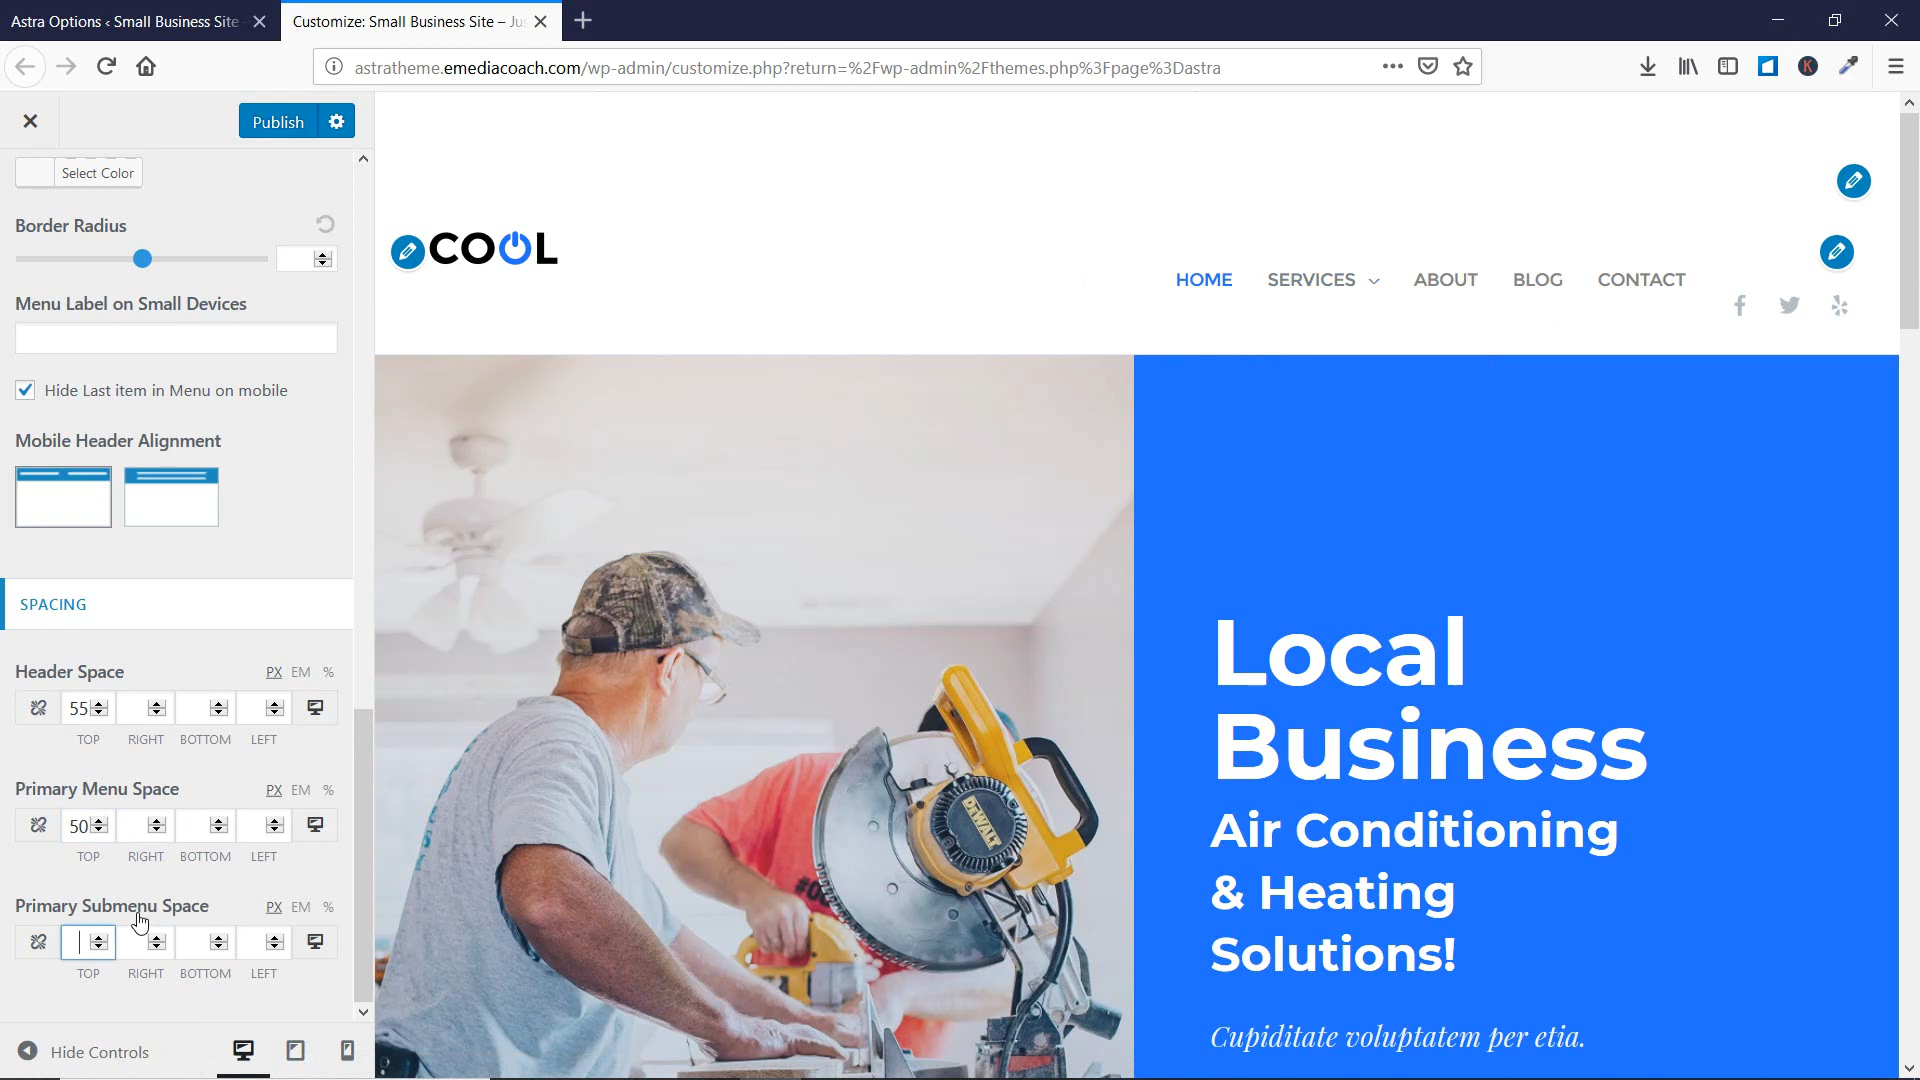 Astra Options ‹ Small Business Site
Customize: Small Business Site – Jus
astratheme.emediacoach.com/wp-admin/customize.php?return=%2Fwp-admin%2Fthemes.php%3Fpage%3Dastra
K
Publish
Select Color
Border Radius
Menu Label on Small Devices
Hide Last item in Menu on mobile
Mobile Header Alignment
SPACING
Header Space PX EM %
55
TOP RIGHT BOTTOM LEFT
Primary Menu Space PX EM %
50
TOP RIGHT BOTTOM LEFT
Primary Submenu Space PX EM %
TOP RIGHT BOTTOM LEFT
Hide Controls
COOL
HOME SERVICES ABOUT BLOG CONTACT
DEWALT
Local
Business
Air Conditioning
& Heating
Solutions!
Cupiditate voluptatem per etia.